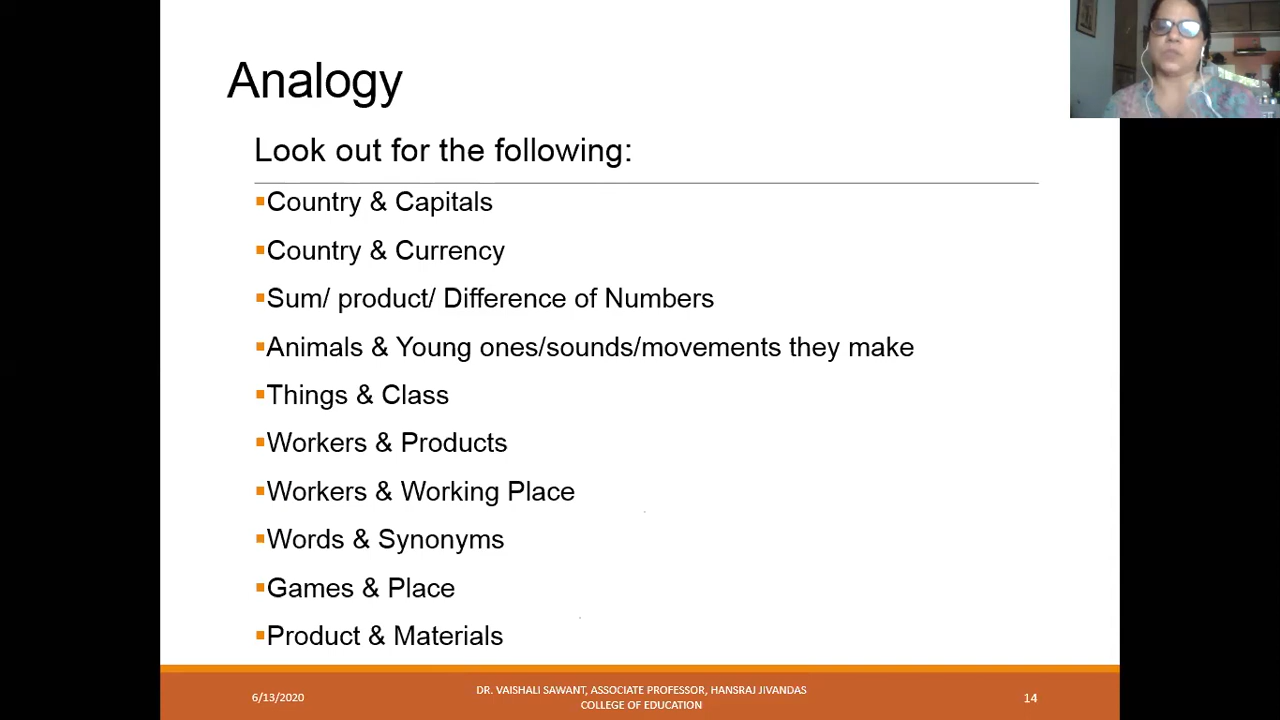 Analogy
Look out for the following:
▪Country & Capitals
▪Country & Currency
▪Sum/ product/ Difference of Numbers
▪Animals & Young ones/sounds/movements they make
▪Things & Class
▪Workers & Products
▪Workers & Working Place
▪Words & Synonyms
▪Games & Place
▪Product & Materials
6/13/2020
DR. VAISHALI SAWANT, ASSOCIATE PROFESSOR, HANSRAJ JIVANDAS
COLLEGE OF EDUCATION
14